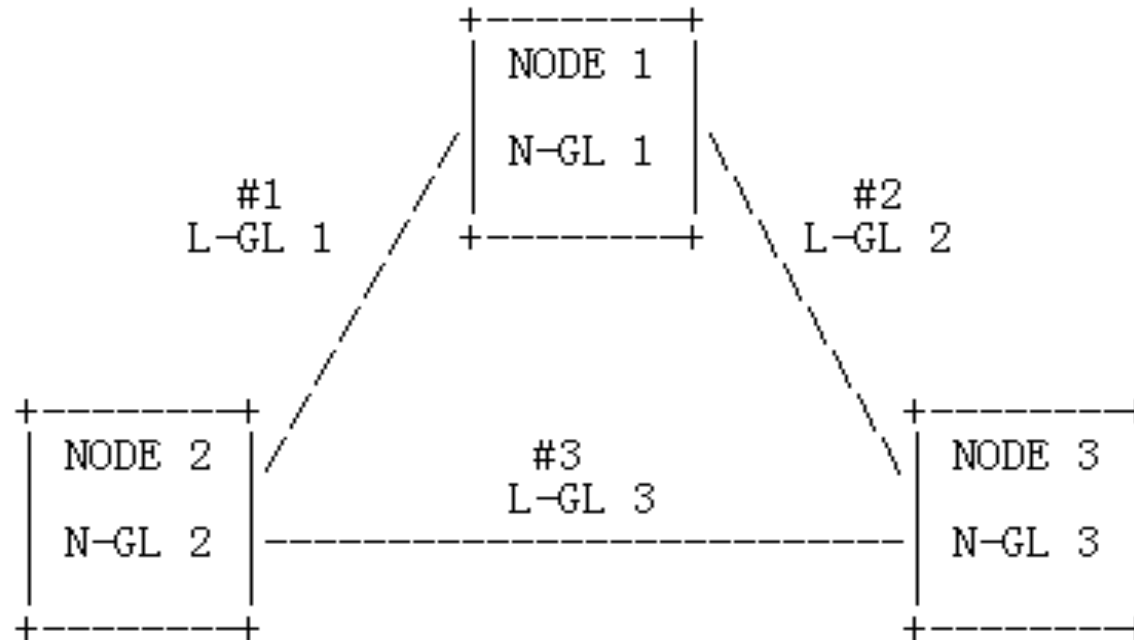 NODE 1
N-GL 1
#1
L-GL 1
#2
L-GL 2
NODE 2
N-GL 2
#3
L-GL 3
NODE 3
N-GL 3